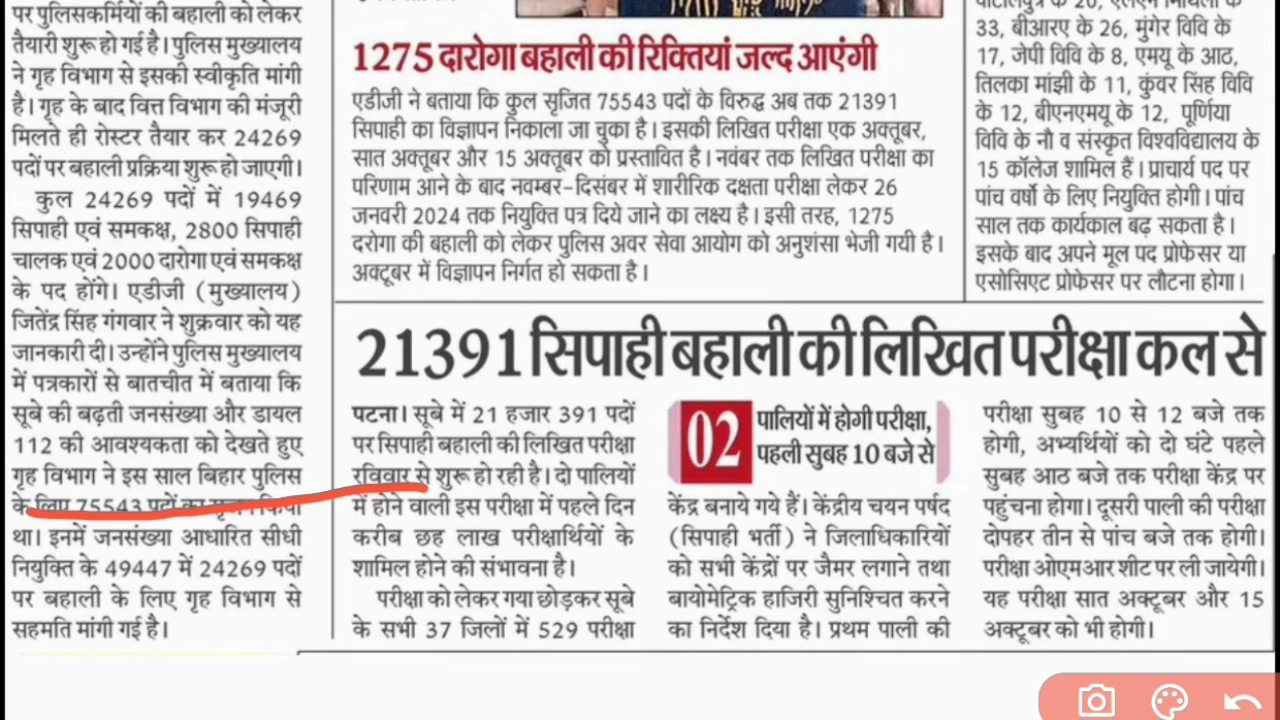 पर पुलिसकर्मियों की बहाली को लेकर
तैयारी शुरू हो गई है। पुलिस मुख्यालय
ने गृह विभाग से इसकी स्वीकृति मांगी
है। गृह के बाद वित्त विभाग की मंजूरी
मिलते ही रोस्टर तैयार कर 24269
पदों पर बहाली प्रक्रिया शुरू हो जाएगी।
कुल 24269 पदों में 19469
सिपाही एवं समकक्ष, 2800 सिपाही
चालक एवं 2000 दारोगा एवं समकक्ष
के पद होंगे। एडीजी (मुख्यालय)
जितेंद्र सिंह गंगवार ने शुक्रवार को यह
जानकारी दी। उन्होंने पुलिस मुख्यालय
में पत्रकारों से बातचीत में बताया कि
सूबे की बढ़ती जनसंख्या और डायल
112 की आवश्यकता को देखते हुए
गृह विभाग ने इस साल बिहार पुलिस
के लिए 75543 पदों का सृजन किया
था। इनमें जनसंख्या आधारित सीधी
नियुक्ति के 49447 में 24269 पदों
पर बहाली के लिए गृह विभाग से
सहमति मांगी गई है।
1275 दारोगा बहाली की रिक्तियां जल्द आएंगी
एडीजी ने बताया कि कुल सृजित 75543 पदों के विरुद्ध अब तक 21391
सिपाही का विज्ञापन निकाला जा चुका है। इसकी लिखित परीक्षा एक अक्तूबर,
सात अक्तूबर और 15 अक्तूबर को प्रस्तावित है। नवंबर तक लिखित परीक्षा का
परिणाम आने के बाद नवम्बर-दिसंबर में शारीरिक दक्षता परीक्षा लेकर 26
जनवरी 2024 तक नियुक्ति पत्र दिये जाने का लक्ष्य है। इसी तरह, 1275
दरोगा की बहाली को लेकर पुलिस अवर सेवा आयोग को अनुशंसा भेजी गयी है।
अक्टूबर में विज्ञापन निर्गत हो सकता है।
33, बीआरए के 26, मुंगेर विवि के
17, जेपी विवि के 8, एमयू के आठ,
तिलका मांझी के 11, कुंवर सिंह विवि
के 12, बीएनएमयू के 12, पूर्णिया
विवि के नौ व संस्कृत विश्वविद्यालय के
15 कॉलेज शामिल हैं। प्राचार्य पद पर
पांच वर्षो के लिए नियुक्ति होगी। पांच
साल तक कार्यकाल बढ़ सकता है।
इसके बाद अपने मूल पद प्रोफेसर या
एसोसिएट प्रोफेसर पर लौटना होगा।
21391 सिपाही बहाली की लिखित परीक्षा कल से
पटना। सूबे में 21 हजार 391 पदों
पर सिपाही बहाली की लिखित परीक्षा
रविवार से शुरू हो रही है। दो पालियों
में होने वाली इस परीक्षा में पहले दिन
करीब छह लाख परीक्षार्थियों के
शामिल होने की संभावना है।
परीक्षा को लेकर गया छोड़कर सूबे
के सभी 37 जिलों में 529 परीक्षा
02
पालियों में होगी परीक्षा,
पहली सुबह 10 बजे से
केंद्र बनाये गये हैं। केंद्रीय चयन पर्षद
(सिपाही भर्ती) ने जिलाधिकारियों
को सभी केंद्रों पर जैमर लगाने तथा
बायोमेट्रिक हाजिरी सुनिश्चित करने
का निर्देश दिया है। प्रथम पाली की
परीक्षा सुबह 10 से 12 बजे तक
होगी, अभ्यर्थियों को दो घंटे पहले
सुबह आठ बजे तक परीक्षा केंद्र पर
पहुंचना होगा। दूसरी पाली की परीक्षा
दोपहर तीन से पांच बजे तक होगी।
परीक्षा ओएमआर शीट पर ली जायेगी।
यह परीक्षा सात अक्टूबर और 15
अक्टूबर को भी होगी।